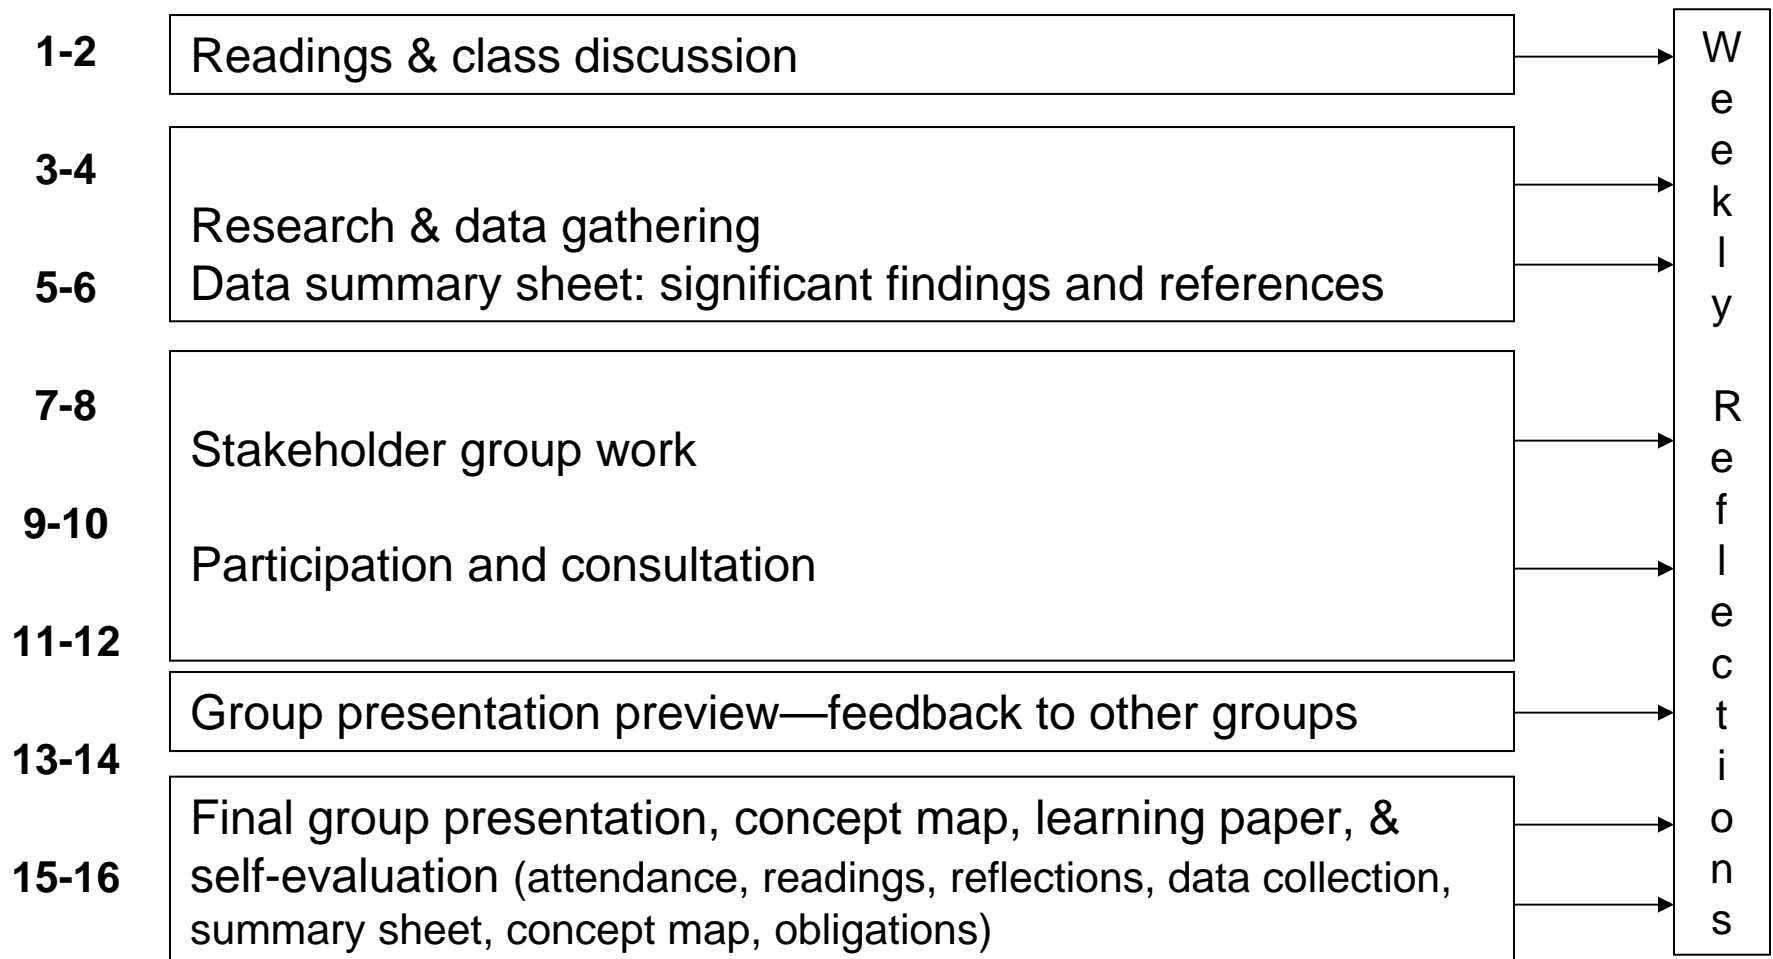 1-2
Readings & class discussion
3-4
Research & data gathering
5-6
Data summary sheet: significant findings and references
7-8
Stakeholder group work
9-10
Participation and consultation
11-12
Group presentation preview—feedback to other groups
13-14
Final group presentation, concept map, learning paper, &
15-16
self-evaluation (attendance, readings, reflections, data collection,
summary sheet, concept map, obligations)
Weekly Reflections